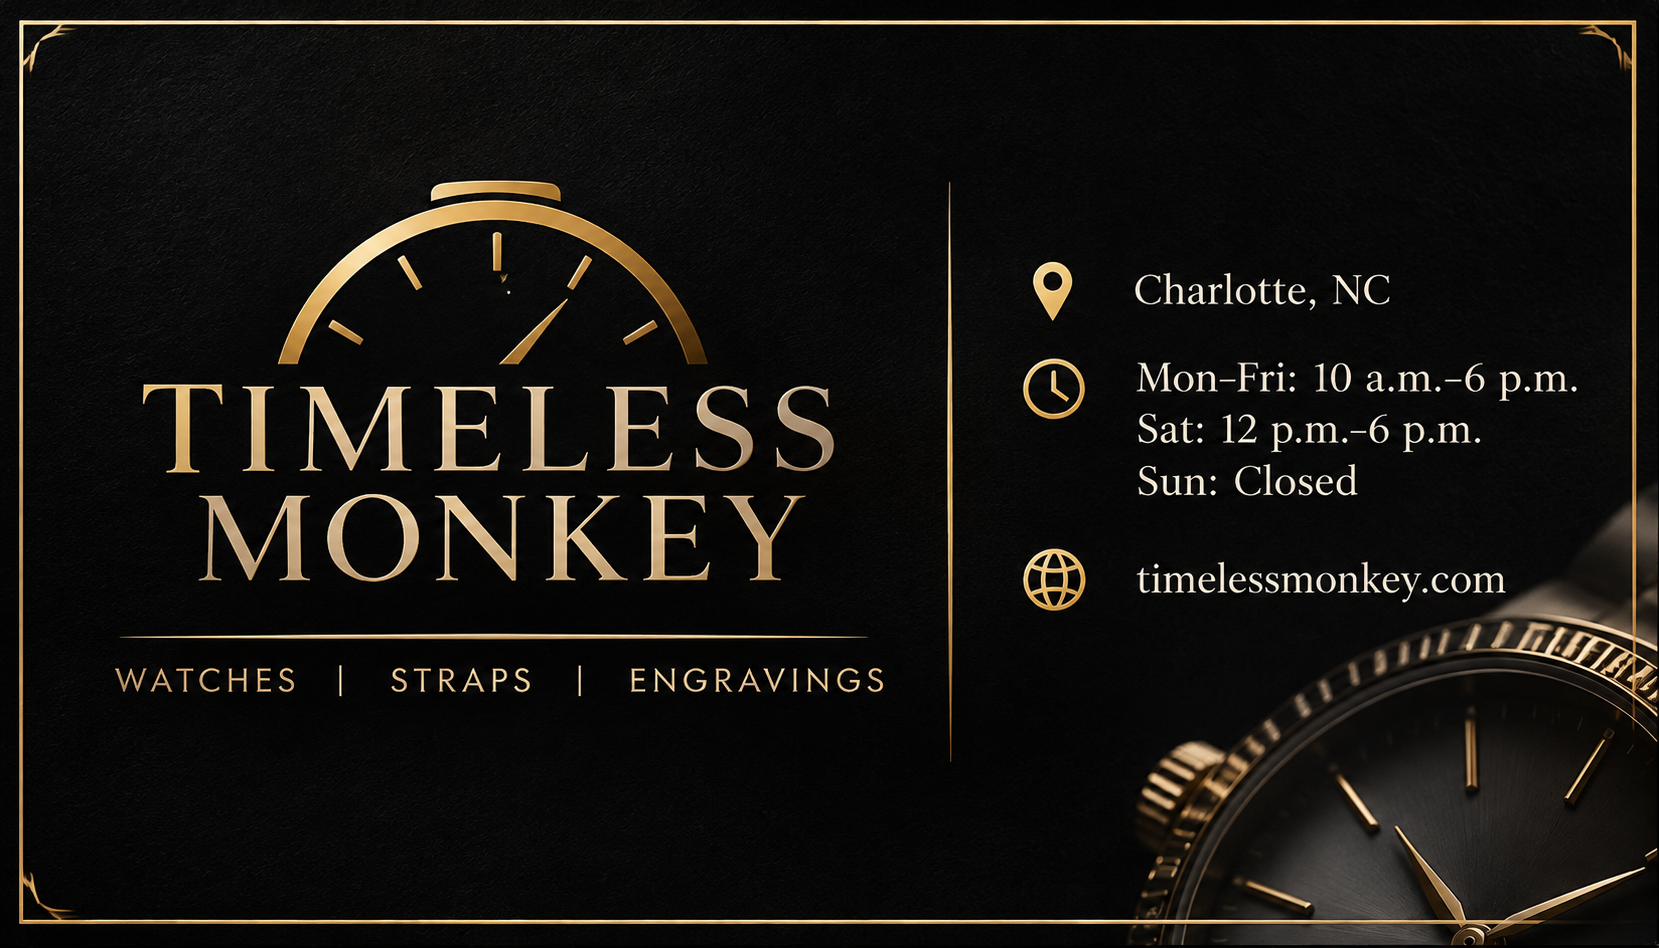 TIMELESS
MONKEY
WATCHES | STRAPS | ENGRAVINGS
Charlotte, NC
Mon–Fri: 10 a.m.–6 p.m.
Sat: 12 p.m.–6 p.m.
Sun: Closed
timelessmonkey.com